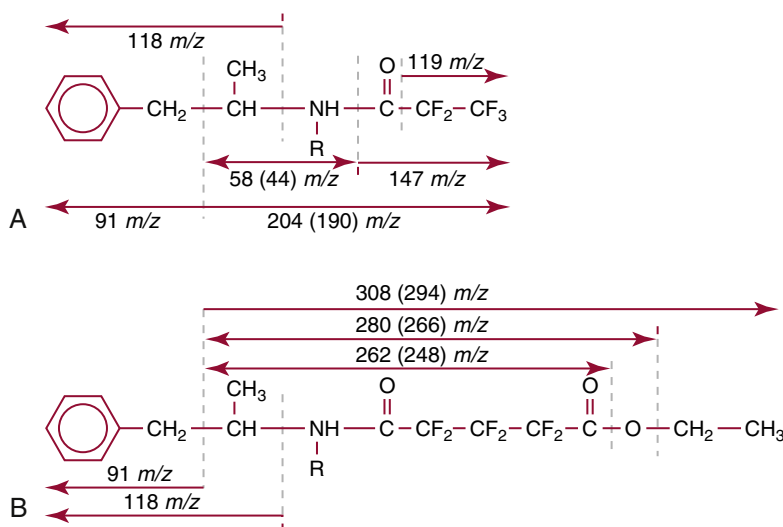 118 m/z
119 m/z
CH3 O
CH2 CH NH C CF2 CF3
R
58 (44) m/z 147 m/z
A 91 m/z 204 (190) m/z
308 (294) m/z
280 (266) m/z
262 (248) m/z
CH3 O O
CH2 CH NH C CF2 CF2 CF2 C O CH2 CH3
R
91 m/z
B 118 m/z